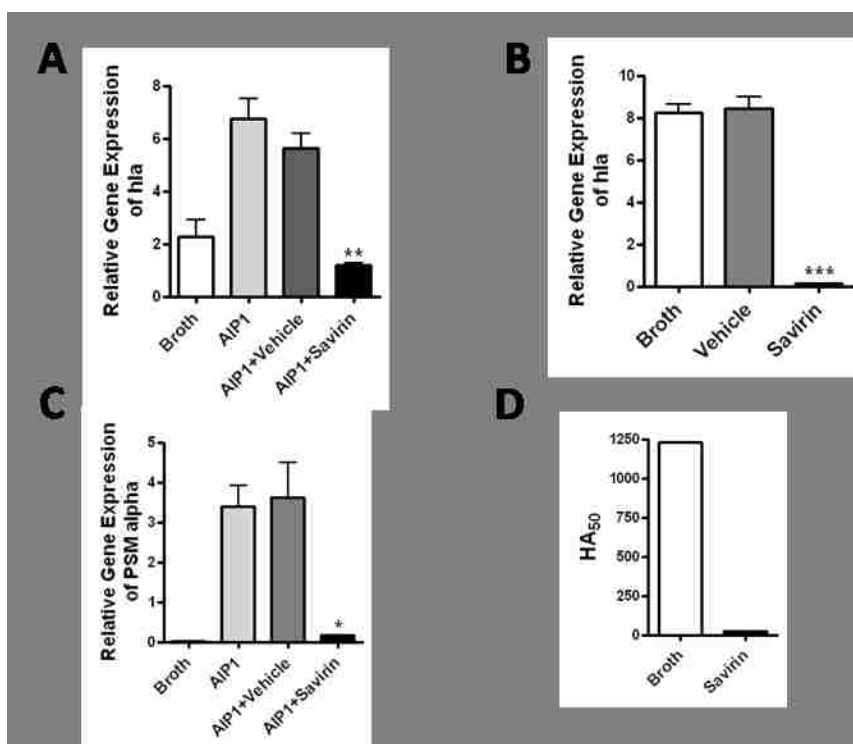 A
Relative Gene Expression
of hla
8
6
4
2
0
Broth
AIP1
AIP1+Vehicle
AIP1+Savirin
**
B
Relative Gene Expression
of hla
10
8
6
4
2
0
Broth
Vehicle
Savirin
***
C
Relative Gene Expression
of PSM alpha
5
4
3
2
1
0
Broth
AIP1
AIP1+Vehicle
AIP1+Savirin
*
D
HA₅₀
1250
1000
750
500
250
0
Broth
Savirin